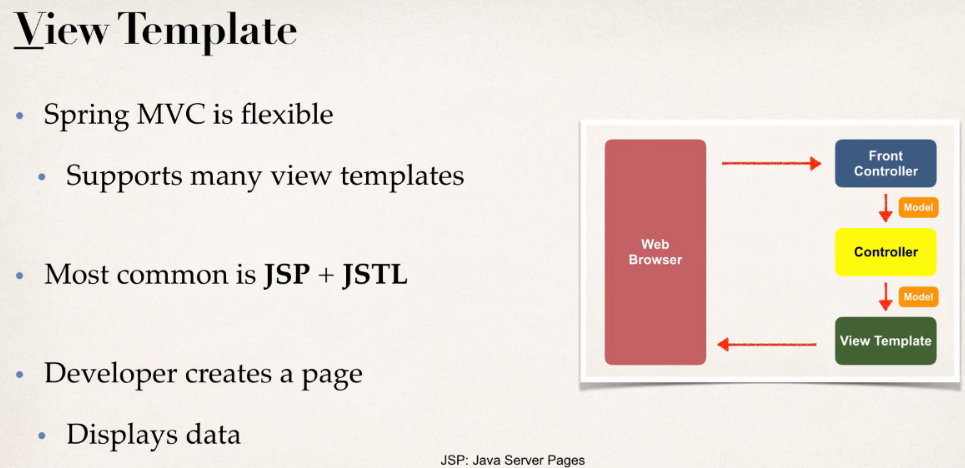 View Template
• Spring MVC is flexible
• Supports many view templates
• Most common is JSP + JSTL
• Developer creates a page
• Displays data
Web
Browser
Front
Controller
Model
Controller
Model
View Template
JSP: Java Server Pages